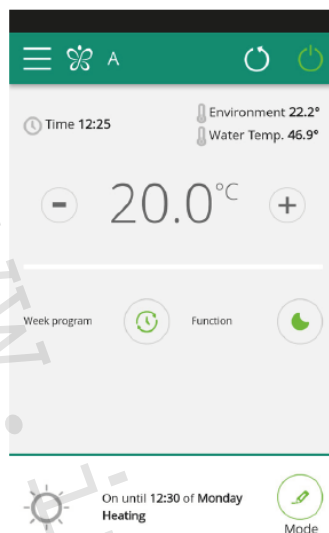 A
Time 12:25
Environment 22.2°
Water Temp. 46.9°
- 20.0°C +
Week program
Function
On until 12:30 of Monday
Heating
Mode